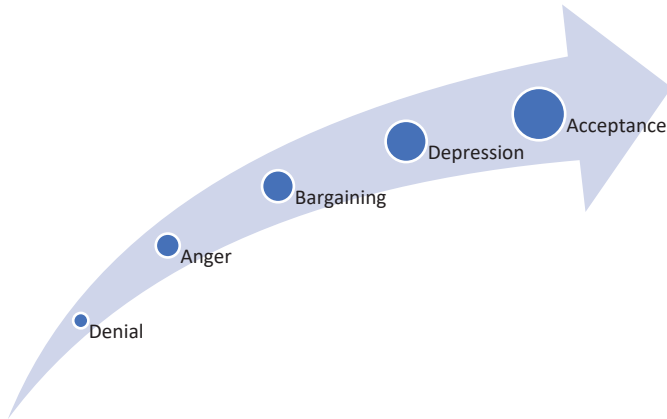 Acceptance
Depression
Bargaining
Anger
Denial